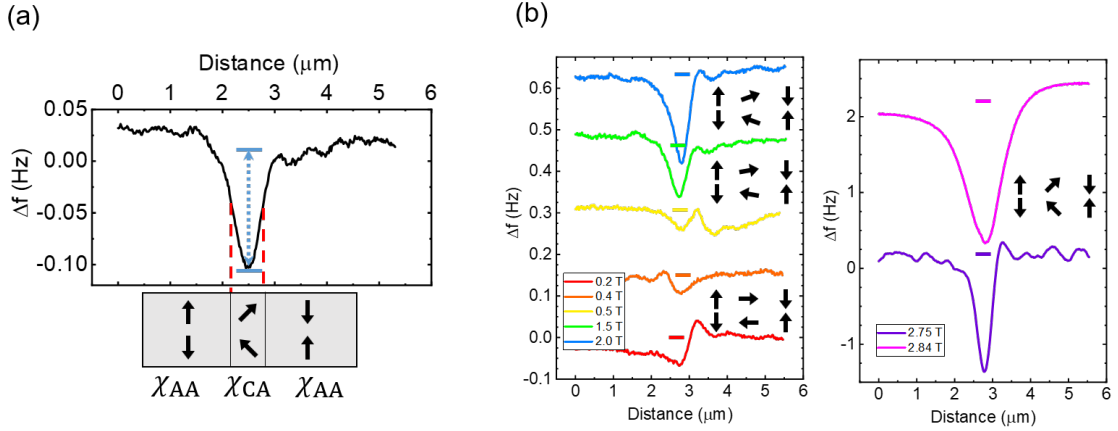 (a)
Distance (μm)
0 1 2 3 4 5 6
0.05
0.00
-0.05
-0.10
Δf (Hz)
χAA χCA χAA
(b)
0.6
0.5
0.4
0.3
0.2
0.1
0.0
-0.1
Δf (Hz)
0.2 T
0.4 T
0.5 T
1.5 T
2.0 T
0 1 2 3 4 5 6
Distance (μm)
2
1
0
-1
Δf (Hz)
2.75 T
2.84 T
0 1 2 3 4 5 6
Distance (μm)